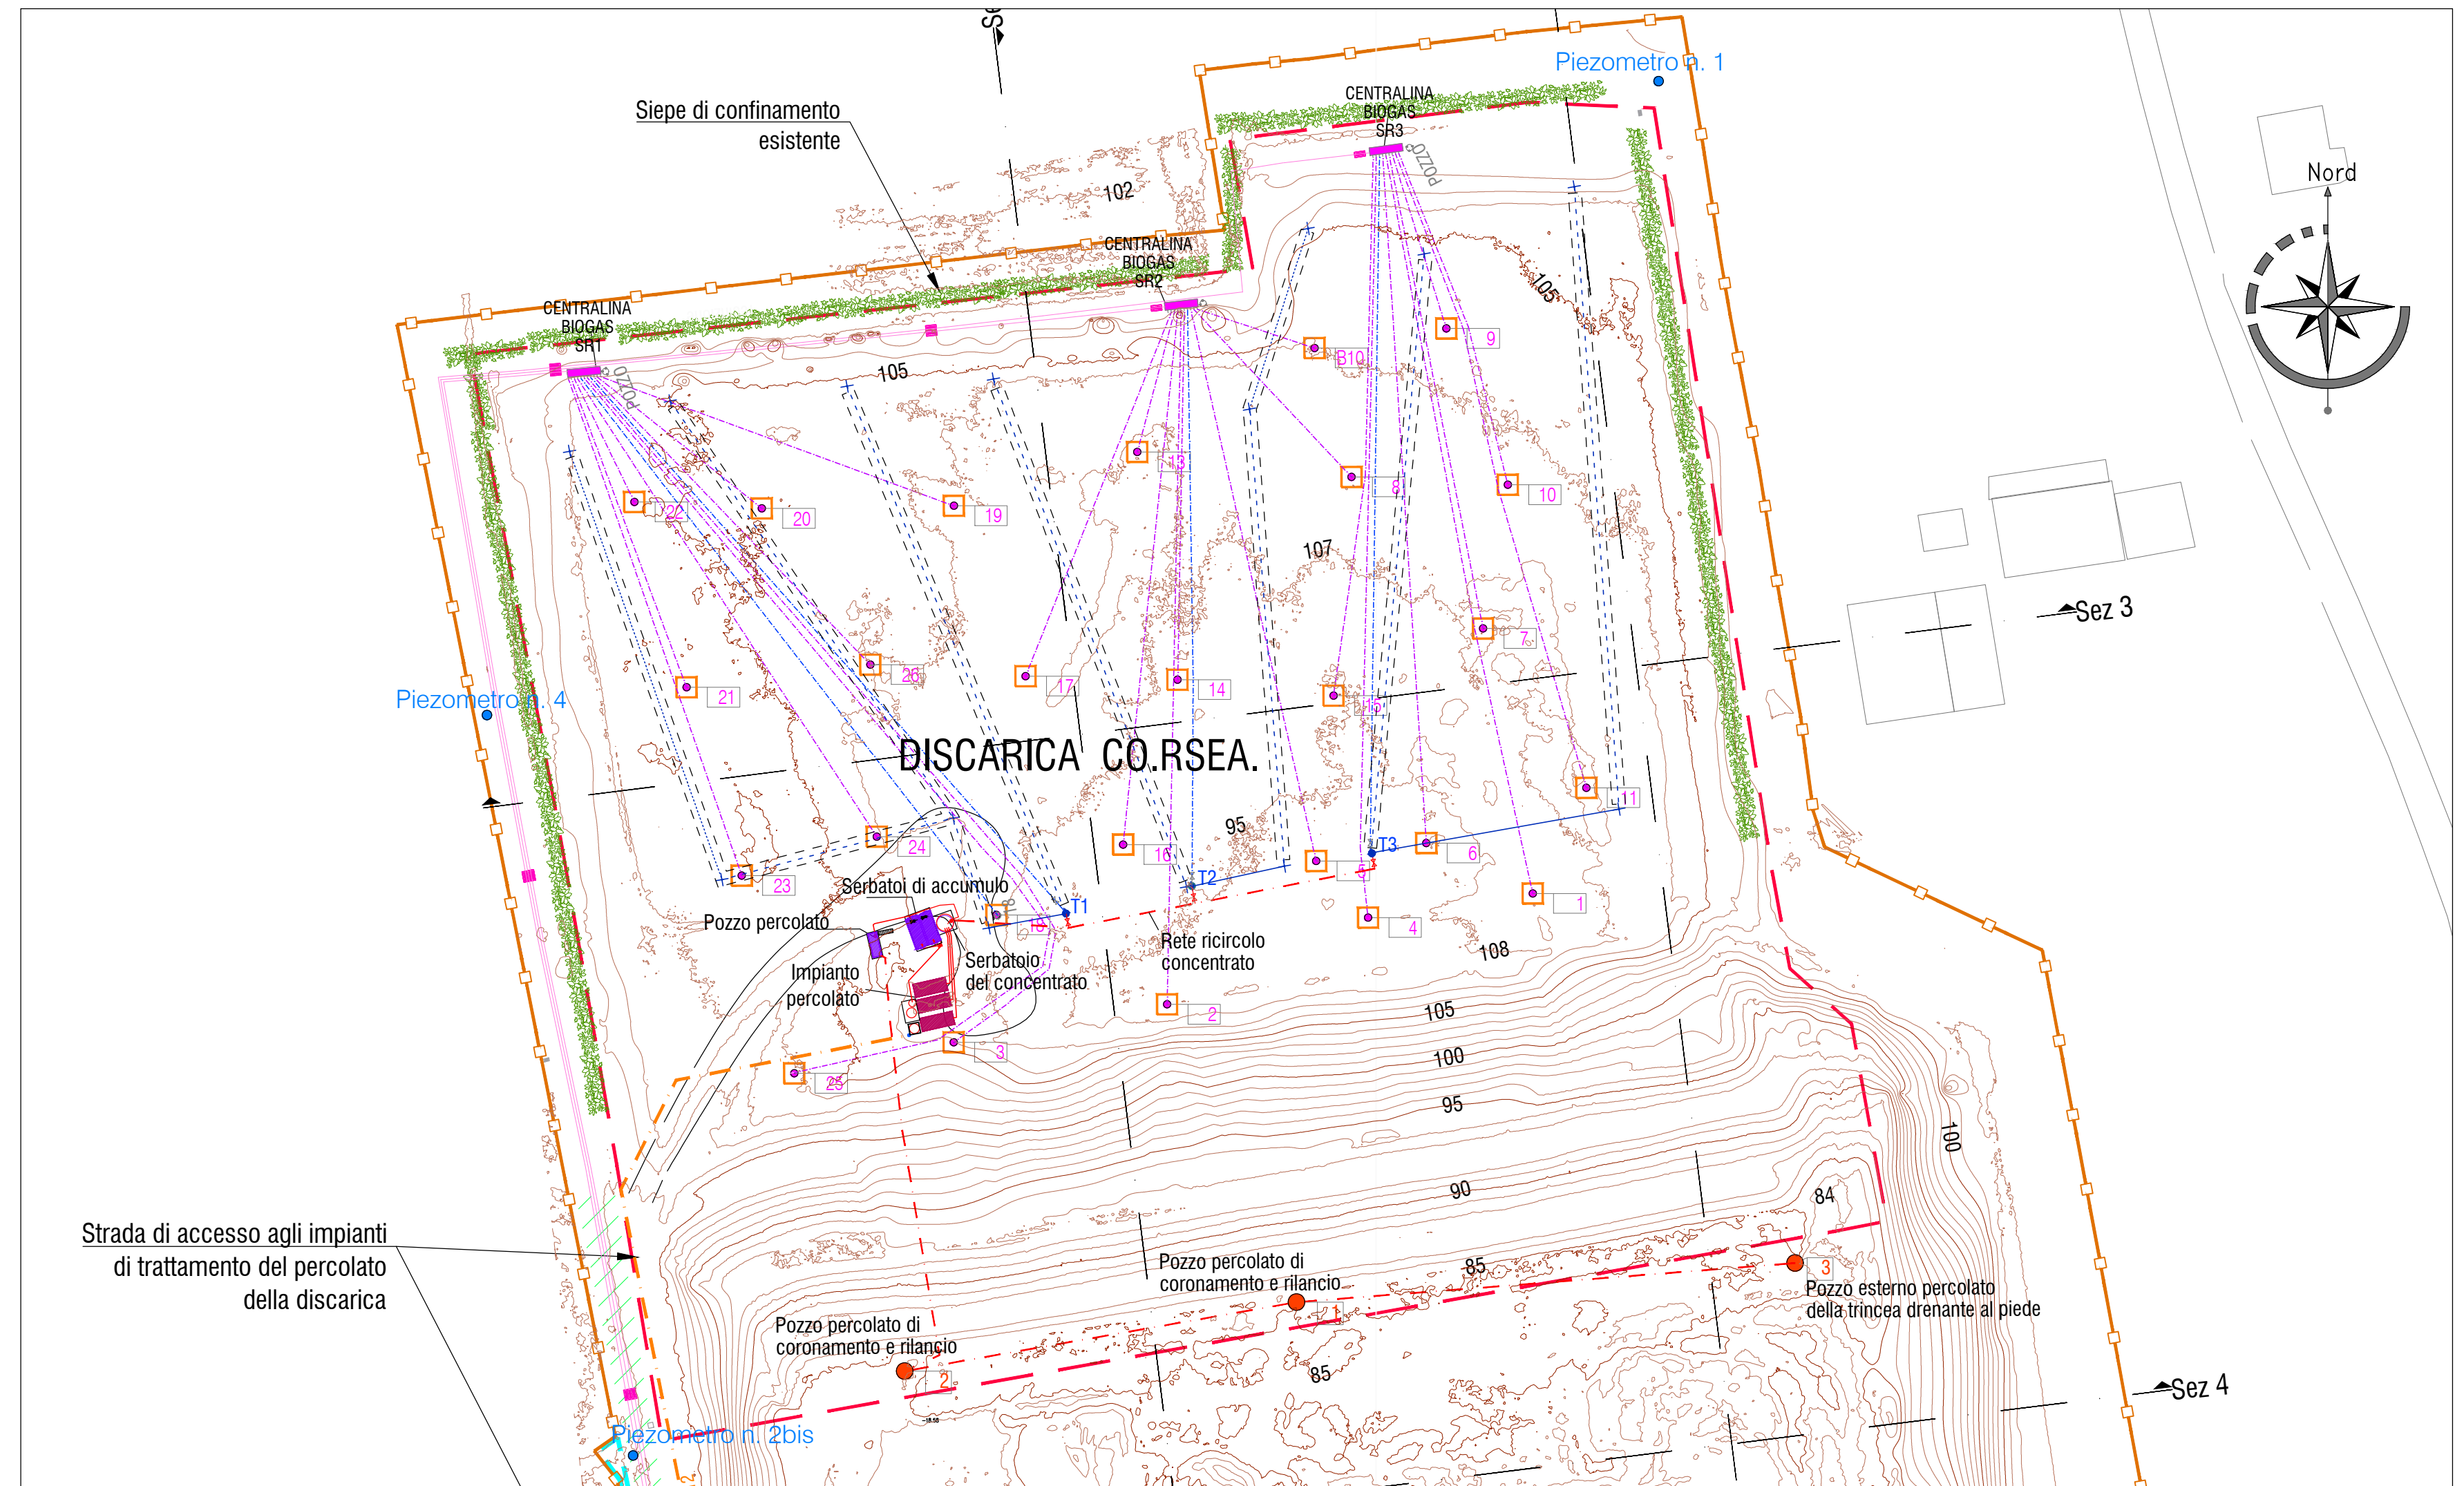 Piezometro n. 1
CENTRALINA
BIOGAS
SR3
POZZO
Siepe di confinamento
esistente
Nord
102
CENTRALINA
BIOGAS
SR2
105
CENTRALINA
BIOGAS
SR1
POZZO
105
9
B10
13
8
10
22
20
19
107
Sez 3
7
26
21
17
14
15
Piezometro n. 4
DISCARICA CO.RSEA.
11
95
24
16
T3
6
5
23
T2
Serbatoi di accumulo
T1
1
Pozzo percolato
18
4
Rete ricircolo
concentrato
108
Serbatoio
del concentrato
Impianto
percolato
2
105
3
100
25
95
100
90
84
Strada di accesso agli impianti
di trattamento del percolato
della discarica
Pozzo percolato di
coronamento e rilancio
85
3
Pozzo esterno percolato
della trincea drenante al piede
1
Pozzo percolato di
coronamento e rilancio
85
2
Sez 4
Piezometro n. 2bis